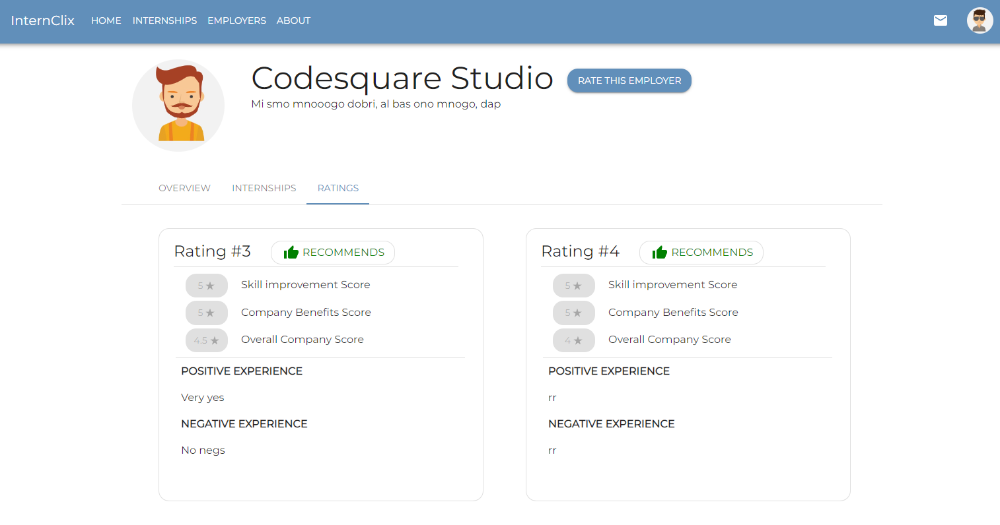 InternClix HOME INTERNSHIPS EMPLOYERS ABOUT
Codesquare Studio RATE THIS EMPLOYER
Mi smo mnooogo dobri, al bas ono mnogo, dap
OVERVIEW INTERNSHIPS RATINGS
Rating #3 RECOMMENDS
5 ★ Skill improvement Score
5 ★ Company Benefits Score
4.5 ★ Overall Company Score
POSITIVE EXPERIENCE
Very yes
NEGATIVE EXPERIENCE
No negs
Rating #4 RECOMMENDS
5 ★ Skill improvement Score
5 ★ Company Benefits Score
4 ★ Overall Company Score
POSITIVE EXPERIENCE
rr
NEGATIVE EXPERIENCE
rr